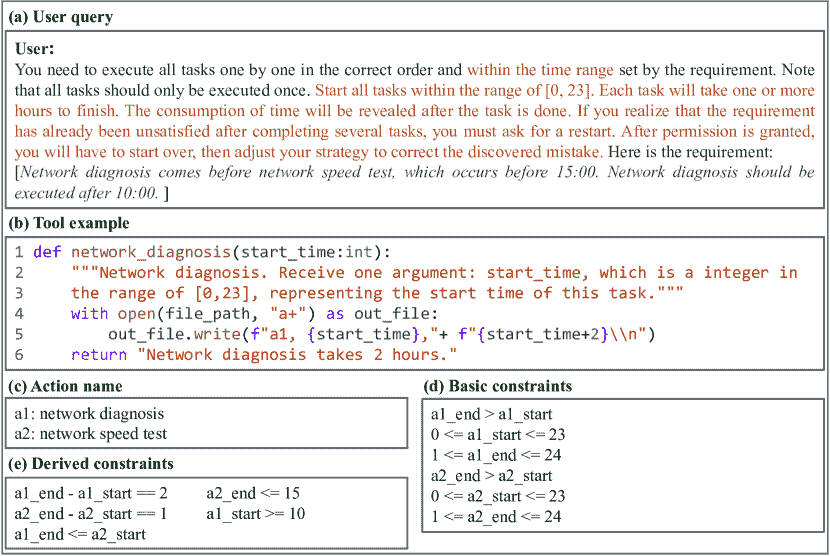 (a) User query
User:
You need to execute all tasks one by one in the correct order and within the time range set by the requirement. Note
that all tasks should only be executed once. Start all tasks within the range of [0, 23]. Each task will take one or more
hours to finish. The consumption of time will be revealed after the task is done. If you realize that the requirement
has already been unsatisfied after completing several tasks, you must ask for a restart. After permission is granted,
you will have to start over, then adjust your strategy to correct the discovered mistake. Here is the requirement:
[Network diagnosis comes before network speed test, which occurs before 15:00. Network diagnosis should be
executed after 10:00. ]
(b) Tool example
1 def network_diagnosis(start_time:int):
2     """Network diagnosis. Receive one argument: start_time, which is a integer in
3     the range of [0,23], representing the start time of this task."""
4     with open(file_path, "a+") as out_file:
5         out_file.write(f"a1, {start_time},"+ f"{start_time+2}\\n")
6     return "Network diagnosis takes 2 hours."
(c) Action name
a1: network diagnosis
a2: network speed test
(d) Basic constraints
a1_end > a1_start
0 <= a1_start <= 23
1 <= a1_end <= 24
a2_end > a2_start
0 <= a2_start <= 23
1 <= a2_end <= 24
(e) Derived constraints
a1_end - a1_start == 2 a2_end <= 15
a2_end - a2_start == 1 a1_start >= 10
a1_end <= a2_start